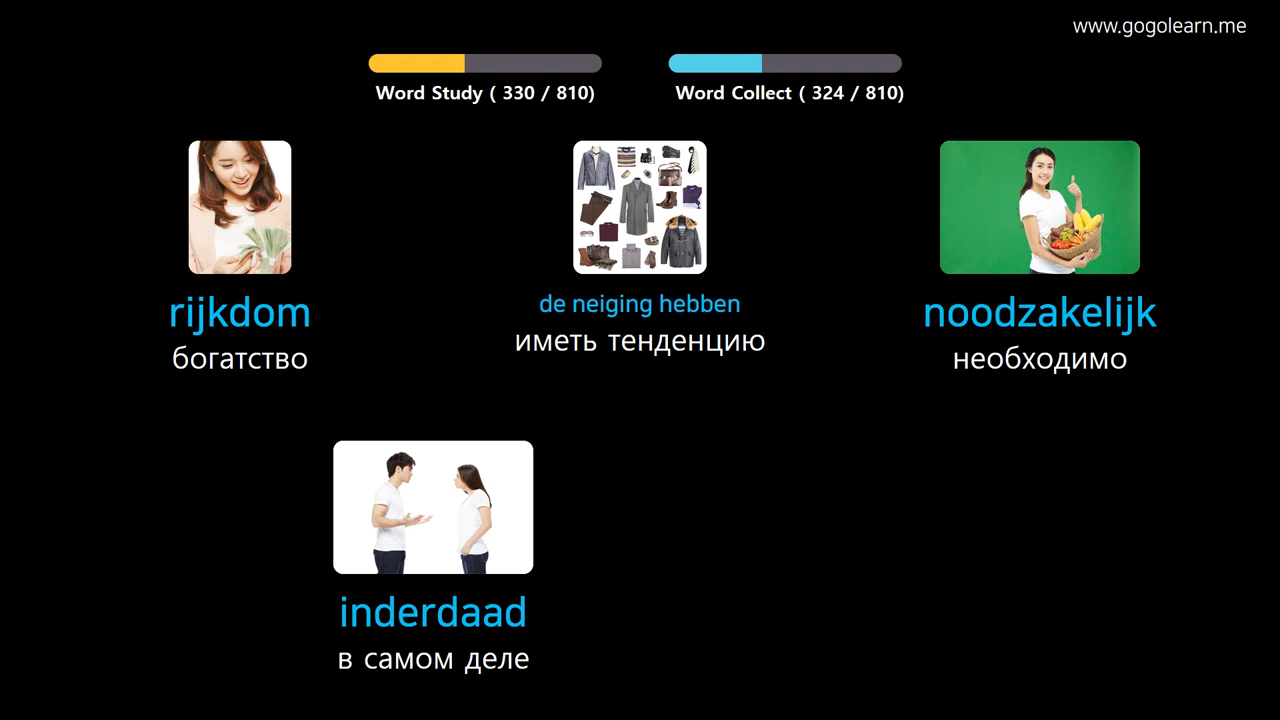 www.gogolearn.me
Word Study ( 330 / 810)
Word Collect ( 324 / 810)
rijkdom
богатство
de neiging hebben
иметь тенденцию
noodzakelijk
необходимо
inderdaad
в самом деле